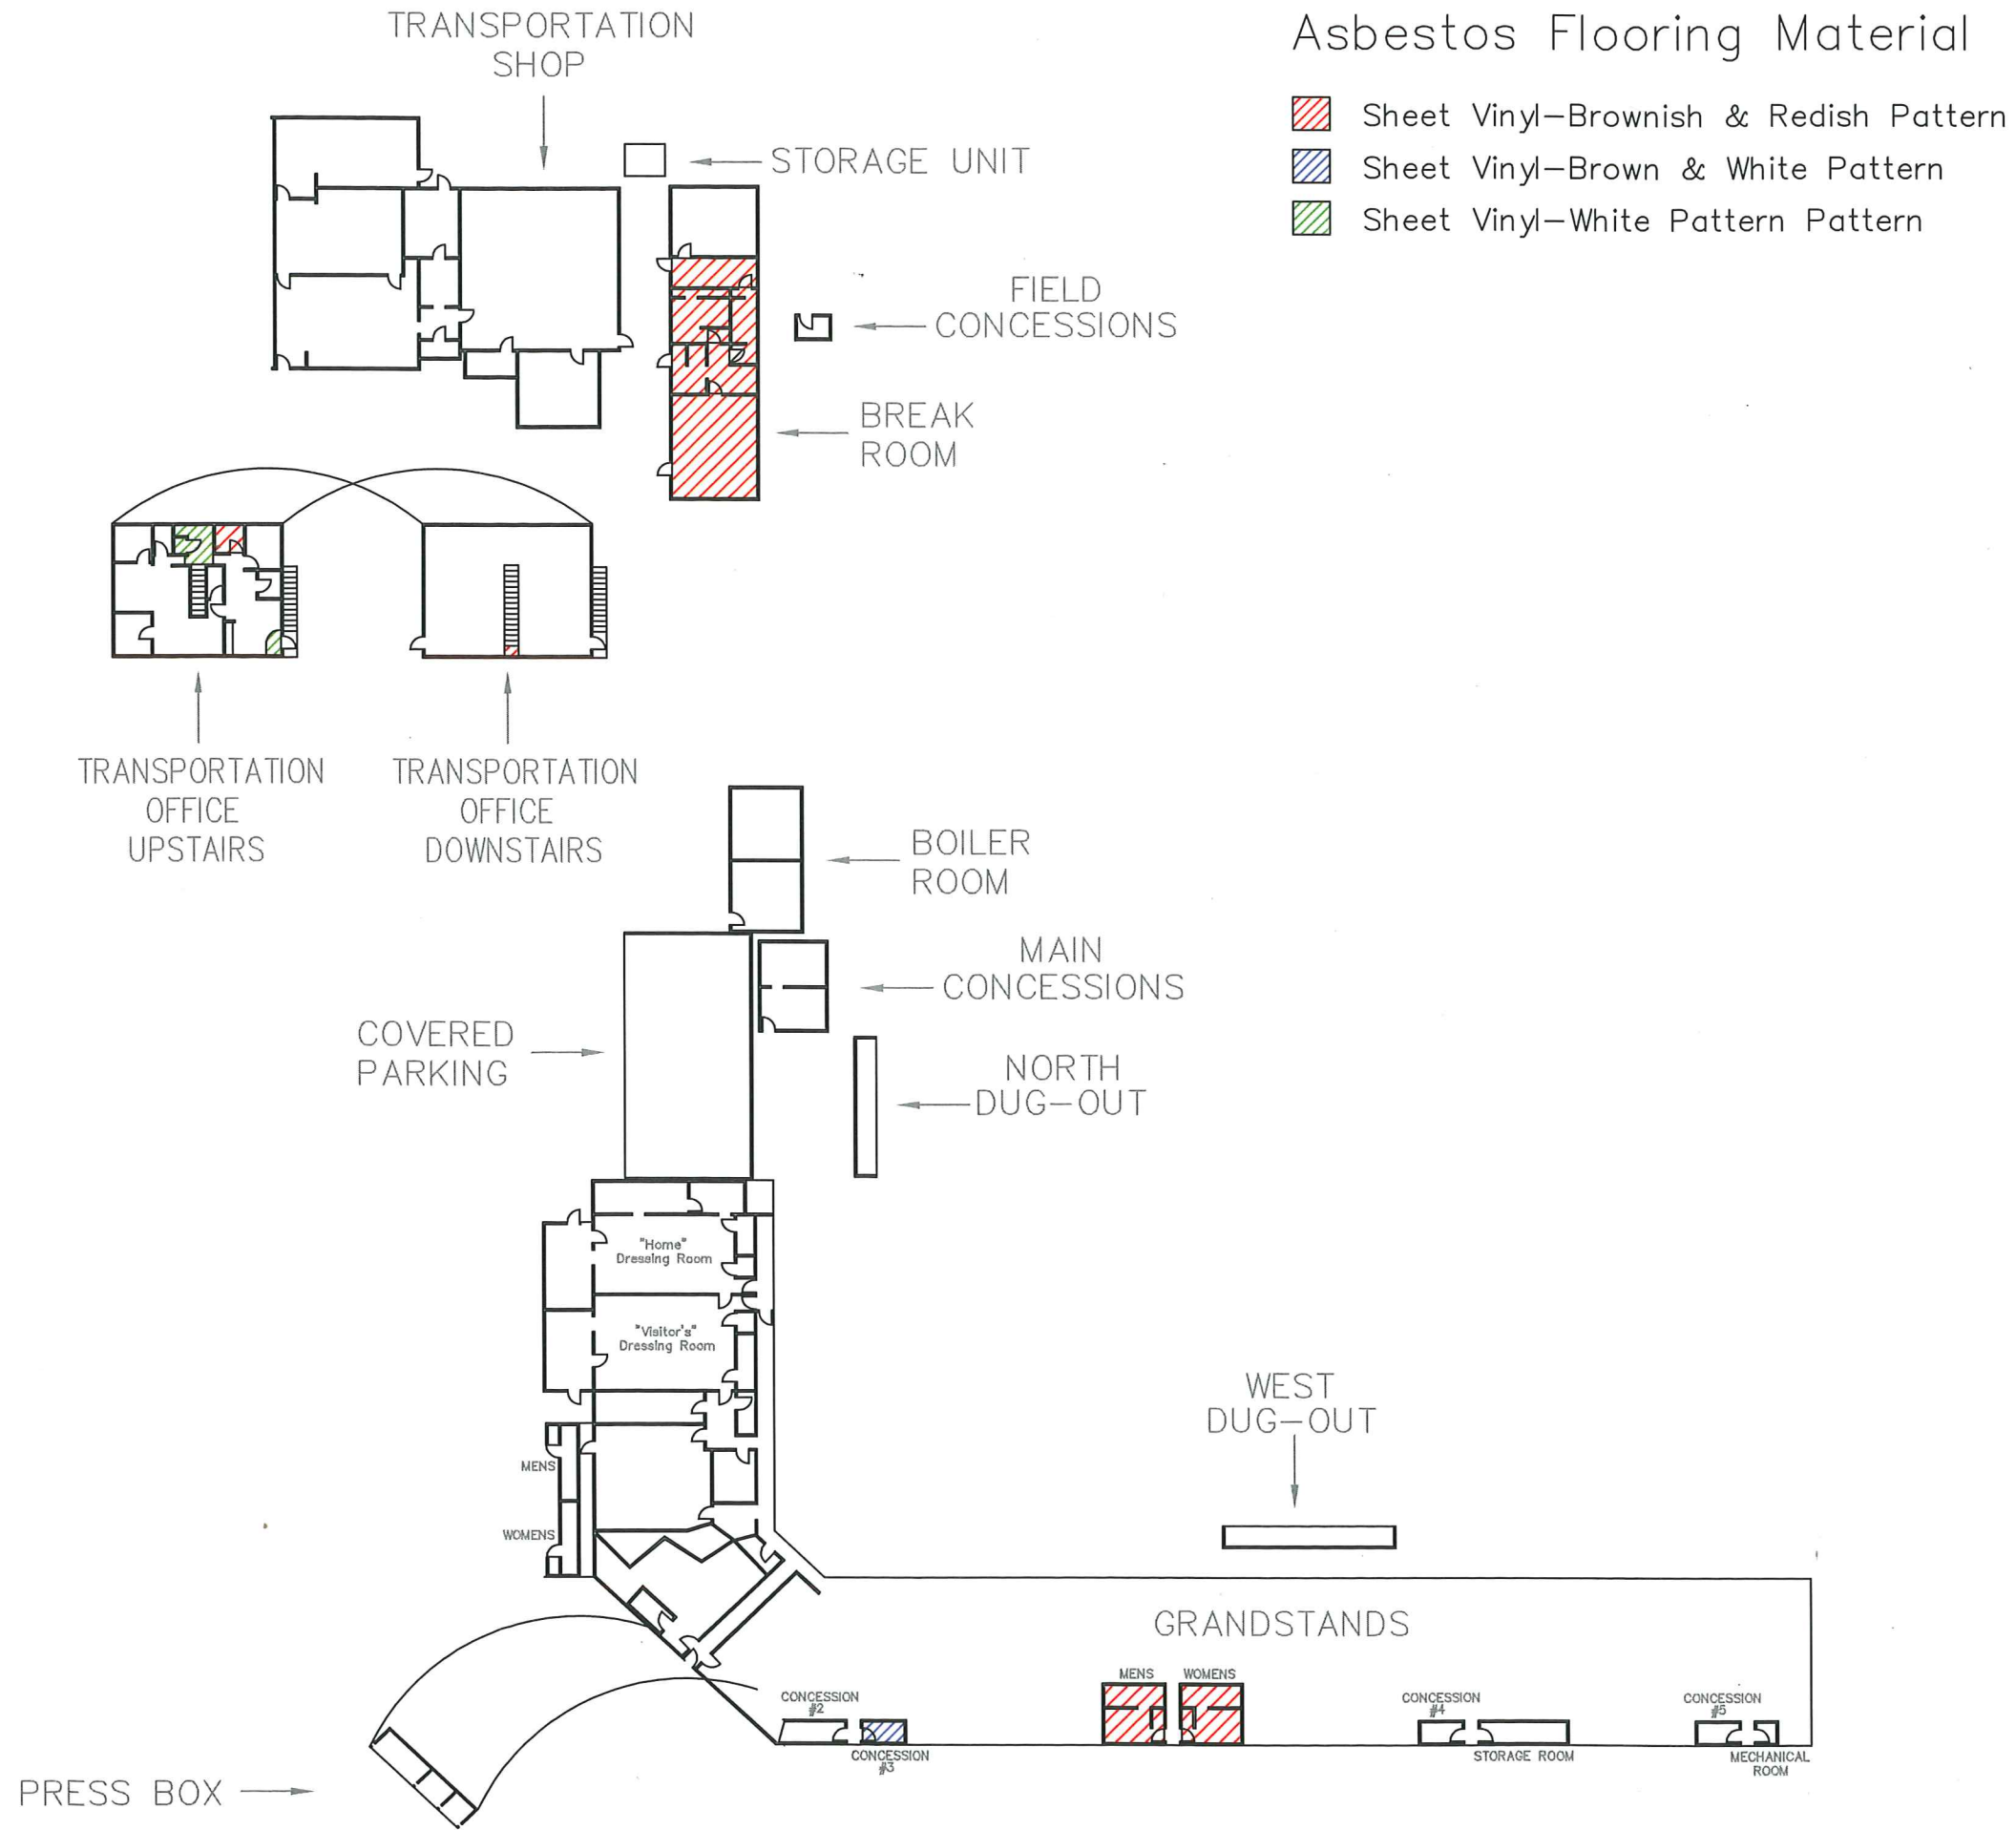 TRANSPORTATION
SHOP
Asbestos Flooring Material
Sheet Vinyl-Brownish & Redish Pattern
Sheet Vinyl-Brown & White Pattern
Sheet Vinyl-White Pattern Pattern
STORAGE UNIT
FIELD
CONCESSIONS
BREAK
ROOM
TRANSPORTATION
OFFICE
UPSTAIRS
TRANSPORTATION
OFFICE
DOWNSTAIRS
BOILER
ROOM
MAIN
CONCESSIONS
COVERED
PARKING
NORTH
DUG-OUT
"Home"
Dressing Room
"Visitor's"
Dressing Room
WEST
DUG-OUT
MENS
WOMENS
GRANDSTANDS
MENS
WOMENS
CONCESSION
#2
CONCESSION
#3
CONCESSION
#4
STORAGE ROOM
CONCESSION
#5
MECHANICAL
ROOM
PRESS BOX